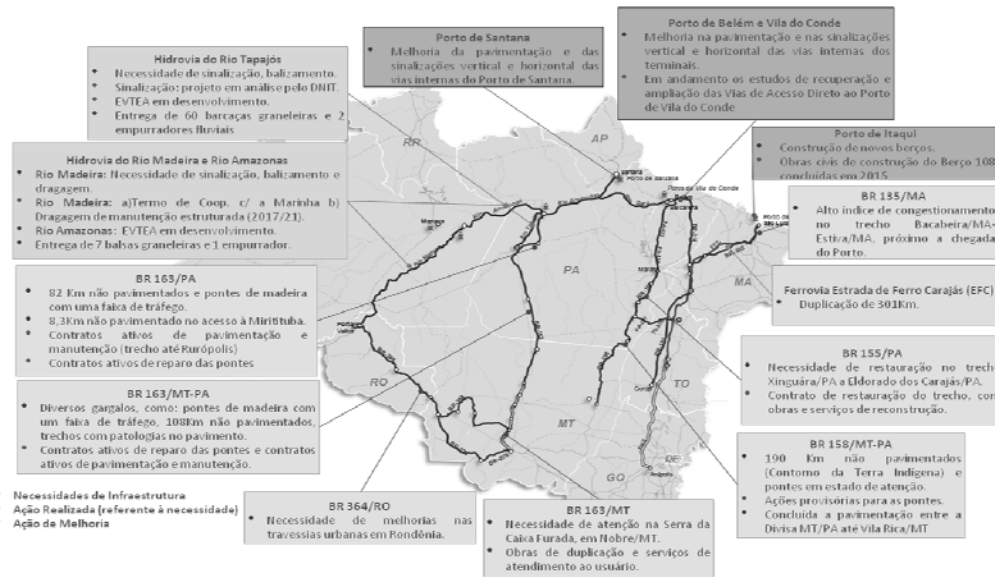 Porto de Santana
Melhoria da pavimentação e das
sinalizações vertical e horizontal das
vias internas do Porto de Santana.
Porto de Belém e Vila do Conde
Melhoria na pavimentação e nas sinalizações
vertical e horizontal das vias internas dos
terminais.
Em andamento os estudos de recuperação e
ampliação das Vias de Acesso Direto ao Porto
de Vila do Conde
Hidrovia do Rio Tapajós
Necessidade de sinalização, balizamento.
Sinalização: projeto em análise pelo DNIT.
EVTEA em desenvolvimento.
Entrega de 60 barcaças graneleiras e 2
empurradores fluviais
Porto de Itaqui
Construção de novos berços.
Obras civis de construção do Berço 108
concluídas em 2015
Hidrovia do Rio Madeira e Rio Amazonas
Rio Madeira: Necessidade de sinalização, balizamento e
dragagem.
Rio Madeira: a)Termo de Coop. c/ a Marinha b)
Dragagem de manutenção estruturada (2017/21).
Rio Amazonas: EVTEA em desenvolvimento.
Entrega de 7 balsas graneleiras e 1 empurrador.
BR 135/MA
Alto índice de congestionamento
no trecho Bacabeira/MA-
Estiva/MA, próximo a chegada
do Porto.
Ferrovia Estrada de Ferro Carajás (EFC)
Duplicação de 301Km.
BR 163/PA
82 Km não pavimentados e pontes de madeira
com uma faixa de tráfego.
8,3Km não pavimentado no acesso à Miritituba.
Contratos ativos de pavimentação e
manutenção (trecho até Rurópolis)
Contratos ativos de reparo das pontes
BR 155/PA
Necessidade de restauração no trecho
Xinguára/PA a Eldorado dos Carajás/PA.
Contrato de restauração do trecho, com
obras e serviços de reconstrução.
BR 163/MT-PA
Diversos gargalos, como: pontes de madeira com
um faixa de tráfego, 108Km não pavimentados,
trechos com patologias no pavimento.
Contratos ativos de reparo das pontes e contratos
ativos de pavimentação e manutenção.
BR 158/MT-PA
190 Km não pavimentados
(Contorno da Terra Indígena) e
pontes em estado de atenção.
Ações provisórias para as pontes.
Concluída a pavimentação entre a
Divisa MT/PA até Vila Rica/MT
Necessidades de Infraestrutura
Ação Realizada (referente à necessidade)
Ação de Melhoria
BR 364/RO
Necessidade de melhorias nas
travessias urbanas em Rondônia.
BR 163/MT
Necessidade de atenção na Serra da
Caixa Furada, em Nobre/MT.
Obras de duplicação e serviços de
atendimento ao usuário.
RR
AP
PA
MA
TO
RO
MT
GO
Santana
Porto de Santana
Porto de Vila do Conde
Manaus
Porto Velho
Anápolis